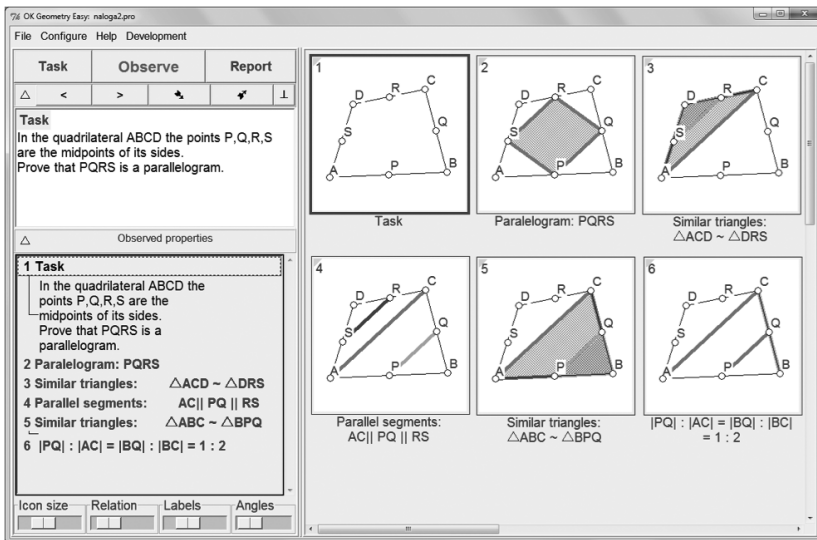 OK Geometry Easy: naloga2.pro
File Configure Help Development
Task Observe Report
< >
Task
In the quadrilateral ABCD the points P,Q,R,S
are the midpoints of its sides.
Prove that PQRS is a parallelogram.
△ Observed properties
1 Task
In the quadrilateral ABCD the
points P,Q,R,S are the
midpoints of its sides.
Prove that PQRS is a
parallelogram.
2 Paralelogram: PQRS
3 Similar triangles: △ACD ~ △DRS
4 Parallel segments: AC|| PQ || RS
5 Similar triangles: △ABC ~ △BPQ
6 |PQ| : |AC| = |BQ| : |BC| = 1 : 2
Icon size Relation Labels Angles
1
D R C
S Q
A P B
Task
2
D R C
S Q
A P B
Paralelogram: PQRS
3
D R C
S Q
A P B
Similar triangles:
△ACD ~ △DRS
4
D R C
S Q
A P B
Parallel segments:
AC|| PQ || RS
5
D R C
S Q
A P B
Similar triangles:
△ABC ~ △BPQ
6
D R C
S Q
A P B
|PQ| : |AC| = |BQ| : |BC|
= 1 : 2